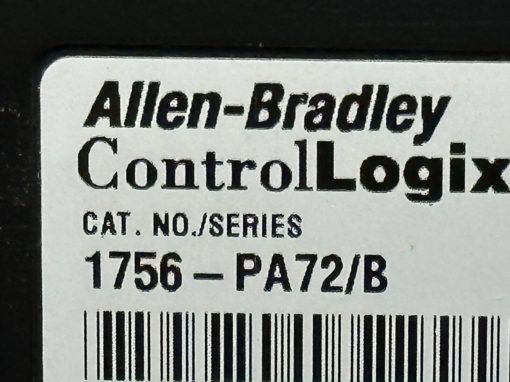 Allen-Bradley
ControlLogix
CAT. NO./SERIES
1756 – PA72/B